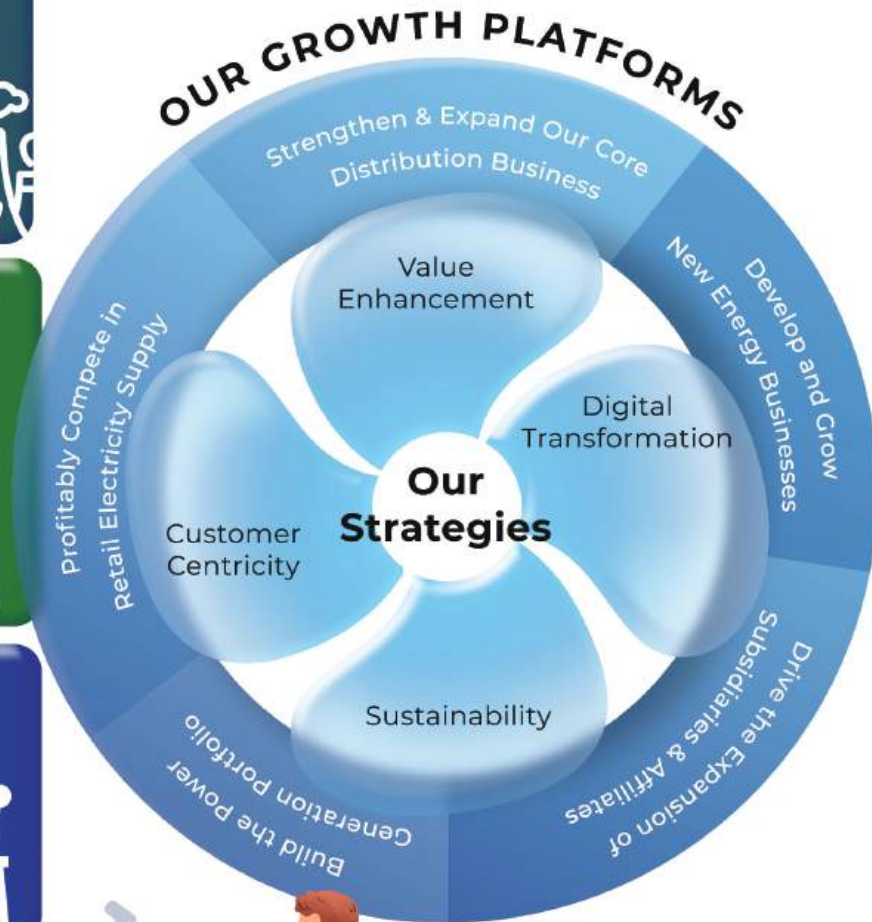 OUR GROWTH PLATFORMS
Strengthen & Expand Our Core
Distribution Business
Develop and Grow
New Energy Businesses
Drive the Expansion of
Subsidiaries & Affiliates
Build the Power
Generation Portfolio
Profitably Compete in
Retail Electricity Supply
Value
Enhancement
Digital
Transformation
Our
Strategies
Customer
Centricity
Sustainability